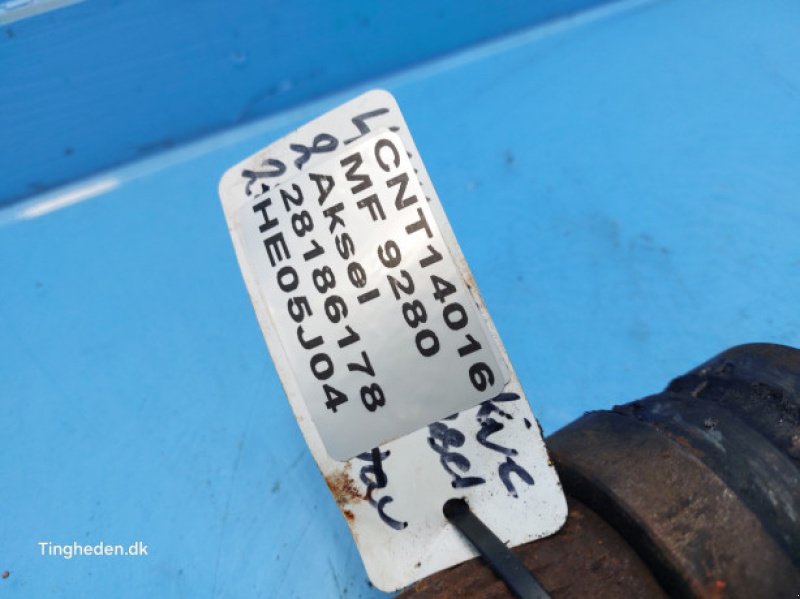 CNT14016
MF 9280
Aksel
28186178
HE05J04
Tingheden.dk